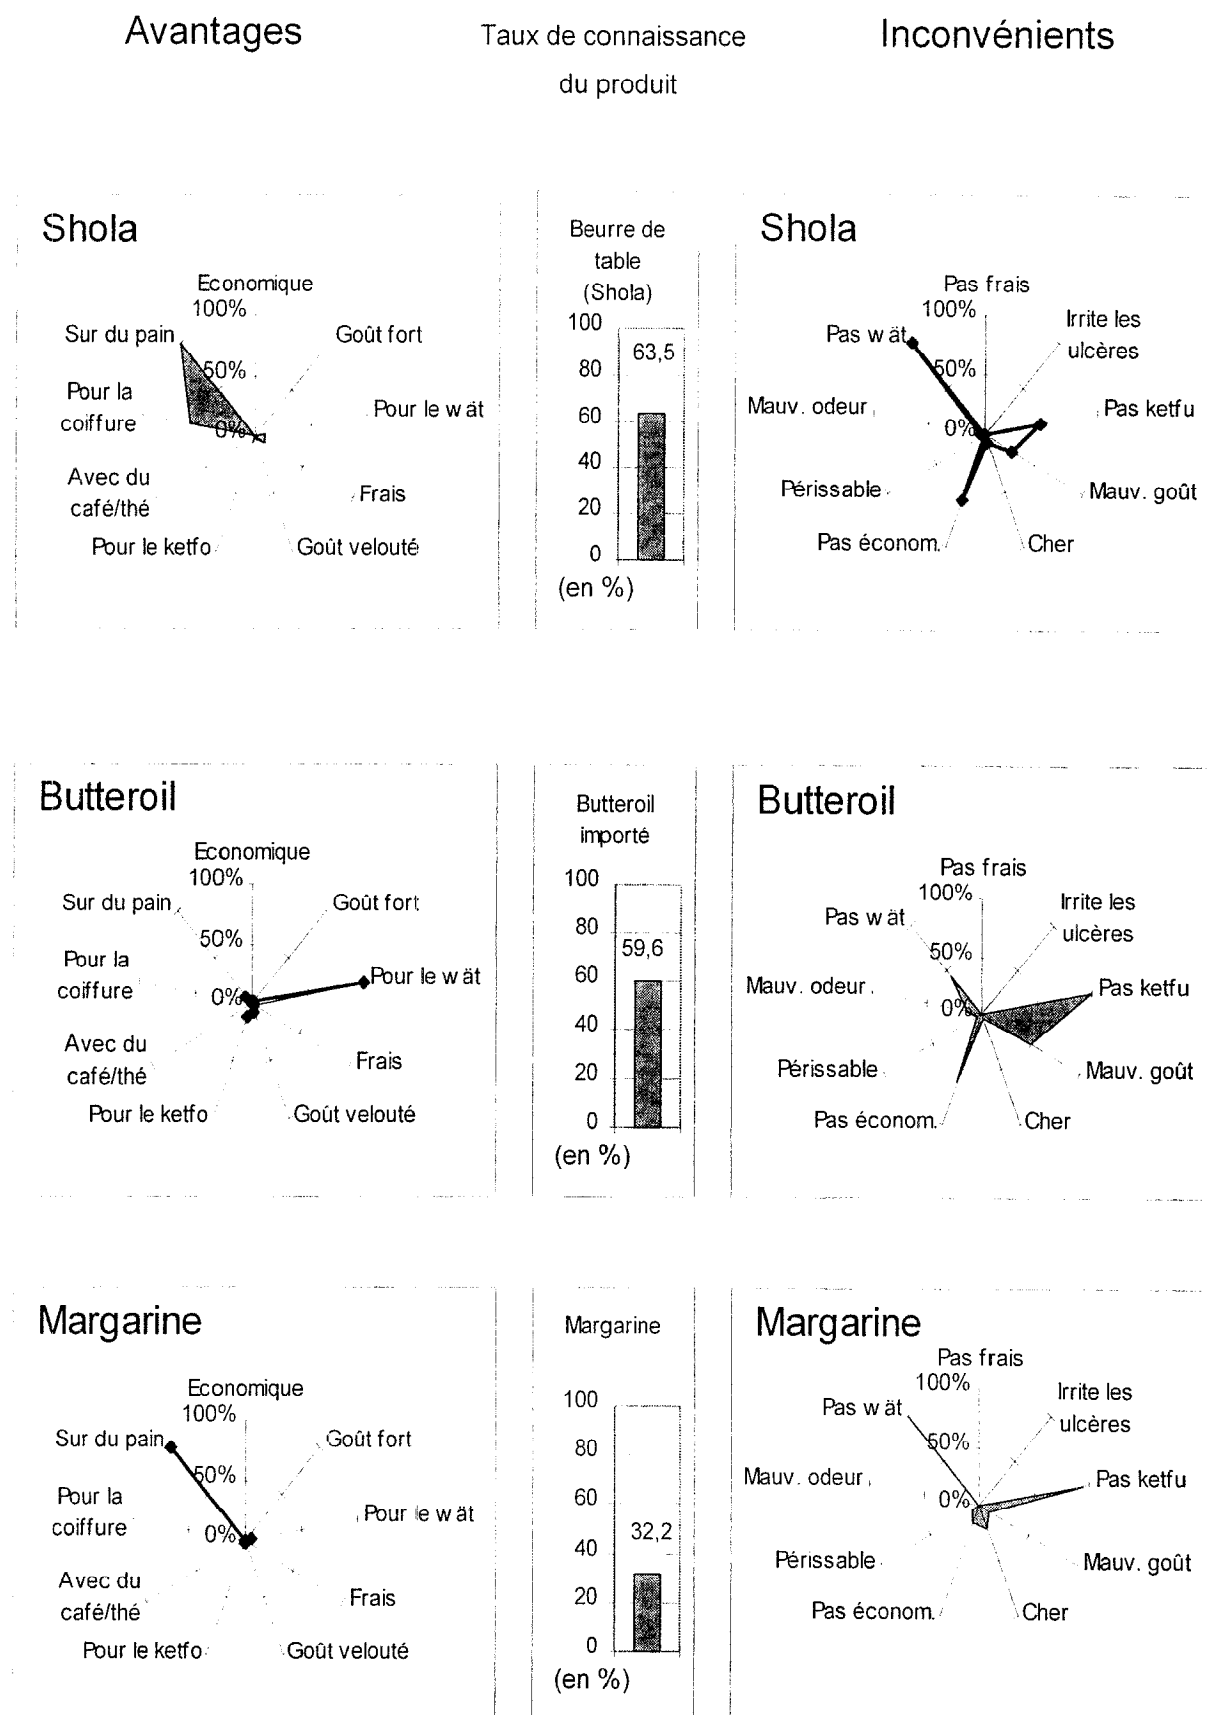 Avantages
Taux de connaissance
du produit
Inconvénients
Shola
Economique
100%
Sur du pain
Goût fort
50%
Pour la
coiffure
Pour le wät
0%
Avec du
café/thé
Frais
Pour le ketfo
Goût velouté
Beurre de
table
(Shola)
100
63,5
80
60
40
20
0
(en %)
Shola
Pas frais
100%
Irrite les
ulcères
Pas wät
50%
Mauv. odeur
Pas ketfu
0%
Périssable
Mauv. goût
Pas économ.
Cher
Butteroil
Economique
100%
Sur du pain
Goût fort
50%
Pour la
coiffure
Pour le wät
0%
Avec du
café/thé
Frais
Pour le ketfo
Goût velouté
Butteroil
importé
100
80
59,6
60
40
20
0
(en %)
Butteroil
Pas frais
100%
Irrite les
ulcères
Pas wät
50%
Mauv. odeur
Pas ketfu
0%
Périssable
Mauv. goût
Pas économ.
Cher
Margarine
Economique
100%
Sur du pain
Goût fort
50%
Pour la
coiffure
Pour le wät
0%
Avec du
café/thé
Frais
Pour le ketfo
Goût velouté
Margarine
100
80
60
32,2
40
20
0
(en %)
Margarine
Pas frais
100%
Irrite les
ulcères
Pas wät
50%
Mauv. odeur
Pas ketfu
0%
Périssable
Mauv. goût
Pas économ.
Cher